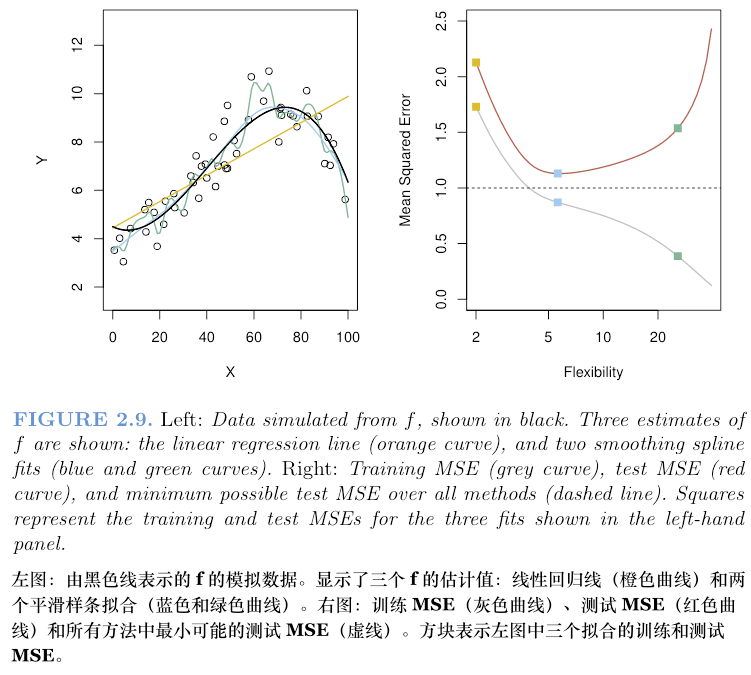 12
10
8
6
4
2
Y
0 20 40 60 80 100
X
2.5
2.0
1.5
1.0
0.5
0.0
Mean Squared Error
2 5 10 20
Flexibility
FIGURE 2.9. Left: Data simulated from f, shown in black. Three estimates of
f are shown: the linear regression line (orange curve), and two smoothing spline
fits (blue and green curves). Right: Training MSE (grey curve), test MSE (red
curve), and minimum possible test MSE over all methods (dashed line). Squares
represent the training and test MSEs for the three fits shown in the left-hand
panel.
左图：由黑色线表示的 f 的模拟数据。显示了三个 f 的估计值：线性回归线（橙色曲线）和两
个平滑样条拟合（蓝色和绿色曲线）。右图：训练 MSE（灰色曲线）、测试 MSE（红色曲
线）和所有方法中最小可能的测试 MSE（虚线）。方块表示左图中三个拟合的训练和测试
MSE。